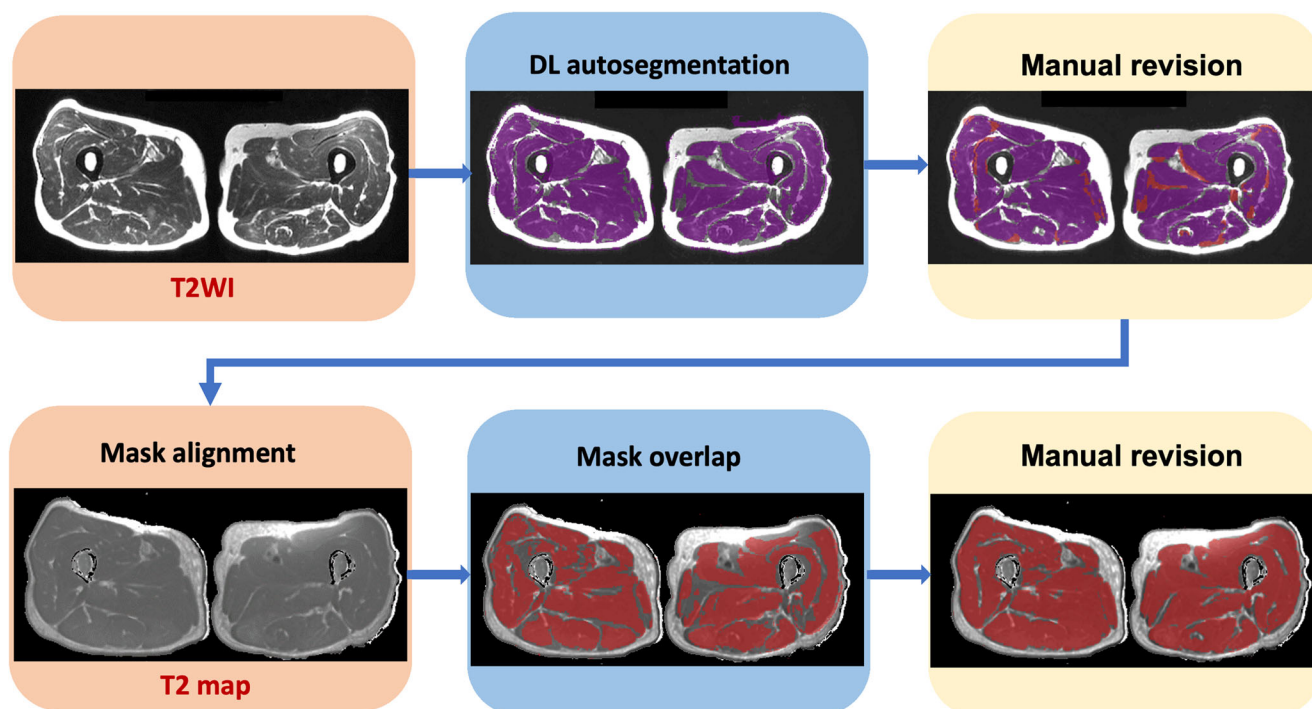 DL autosegmentation
Manual revision
T2WI
Mask alignment
Mask overlap
Manual revision
T2 map